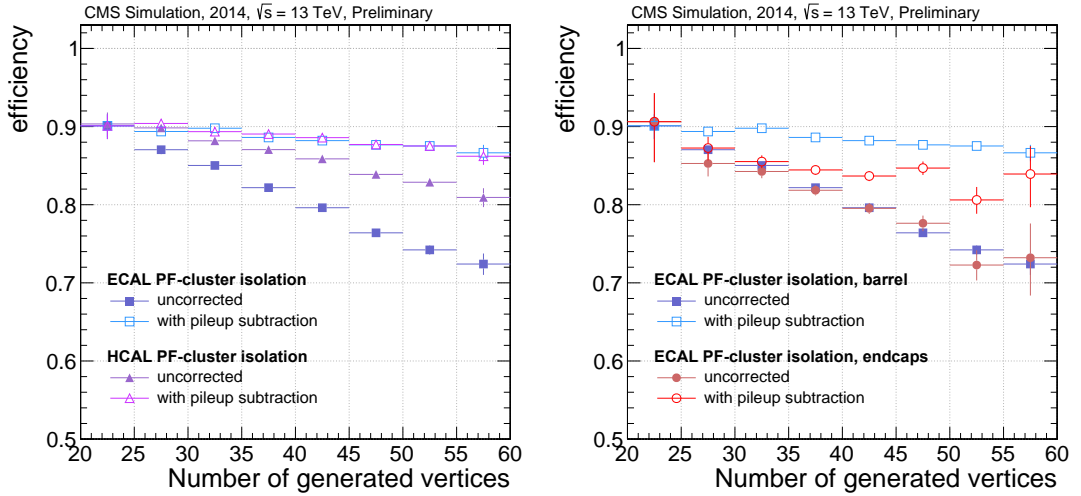 CMS Simulation, 2014, √s = 13 TeV, Preliminary
efficiency
1
0.9
0.8
0.7
0.6
0.5
ECAL PF-cluster isolation
uncorrected
with pileup subtraction
HCAL PF-cluster isolation
uncorrected
with pileup subtraction
20 25 30 35 40 45 50 55 60
Number of generated vertices
CMS Simulation, 2014, √s = 13 TeV, Preliminary
efficiency
1
0.9
0.8
0.7
0.6
0.5
ECAL PF-cluster isolation, barrel
uncorrected
with pileup subtraction
ECAL PF-cluster isolation, endcaps
uncorrected
with pileup subtraction
20 25 30 35 40 45 50 55 60
Number of generated vertices